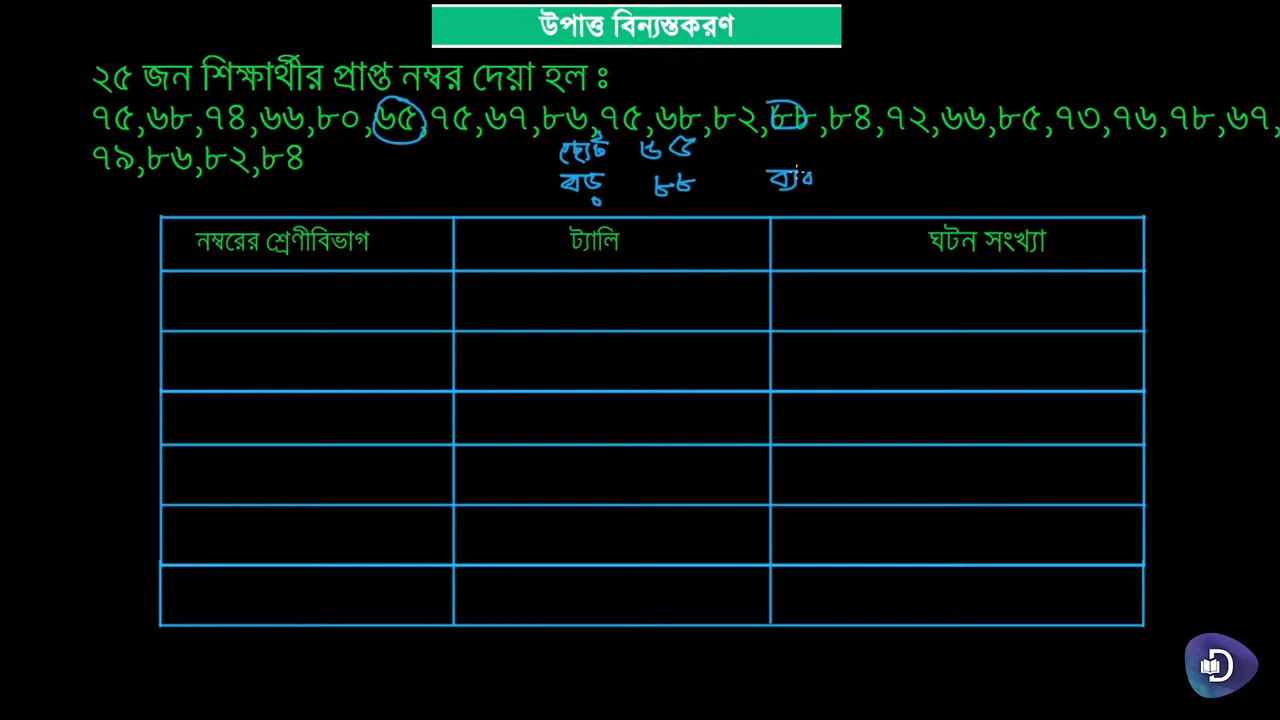 উপাত্ত বিন্যস্তকরণ
২৫ জন শিক্ষার্থীর প্রাপ্ত নম্বর দেয়া হল ঃ
৭৫,৬৮,৭৪,৬৬,৮০,৬৫,৭৫,৬৭,৮৬,৭৫,৬৮,৮২,৮৮,৮৪,৭২,৬৬,৮৫,৭৩,৭৬,৭৮,৬৭,
৭৯,৮৬,৮২,৮৪
ছোট ৬৫
বড় ৮৮
নম্বরের শ্রেণীবিভাগ ট্যালি ঘটন সংখ্যা